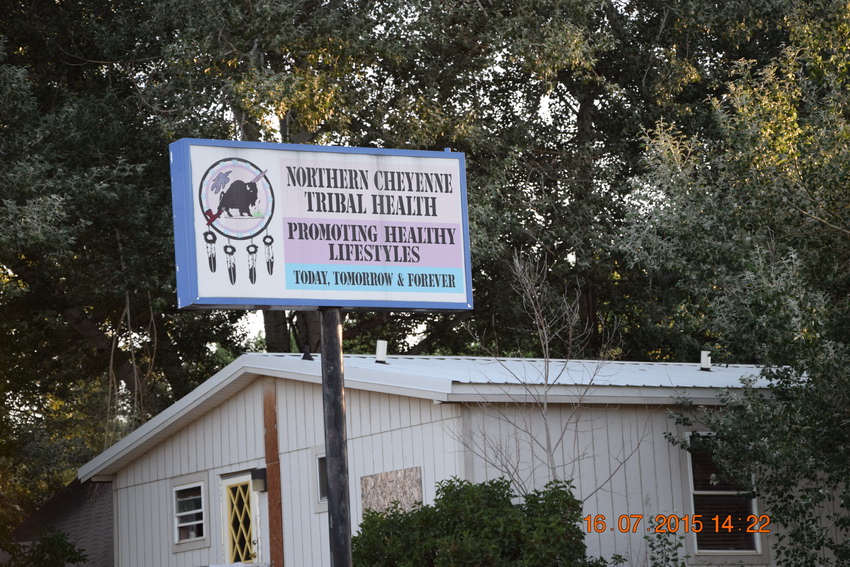 NORTHERN CHEYENNE
TRIBAL HEALTH
PROMOTING HEALTHY
LIFESTYLES
TODAY, TOMORROW & FOREVER
16.07.2015 14:22